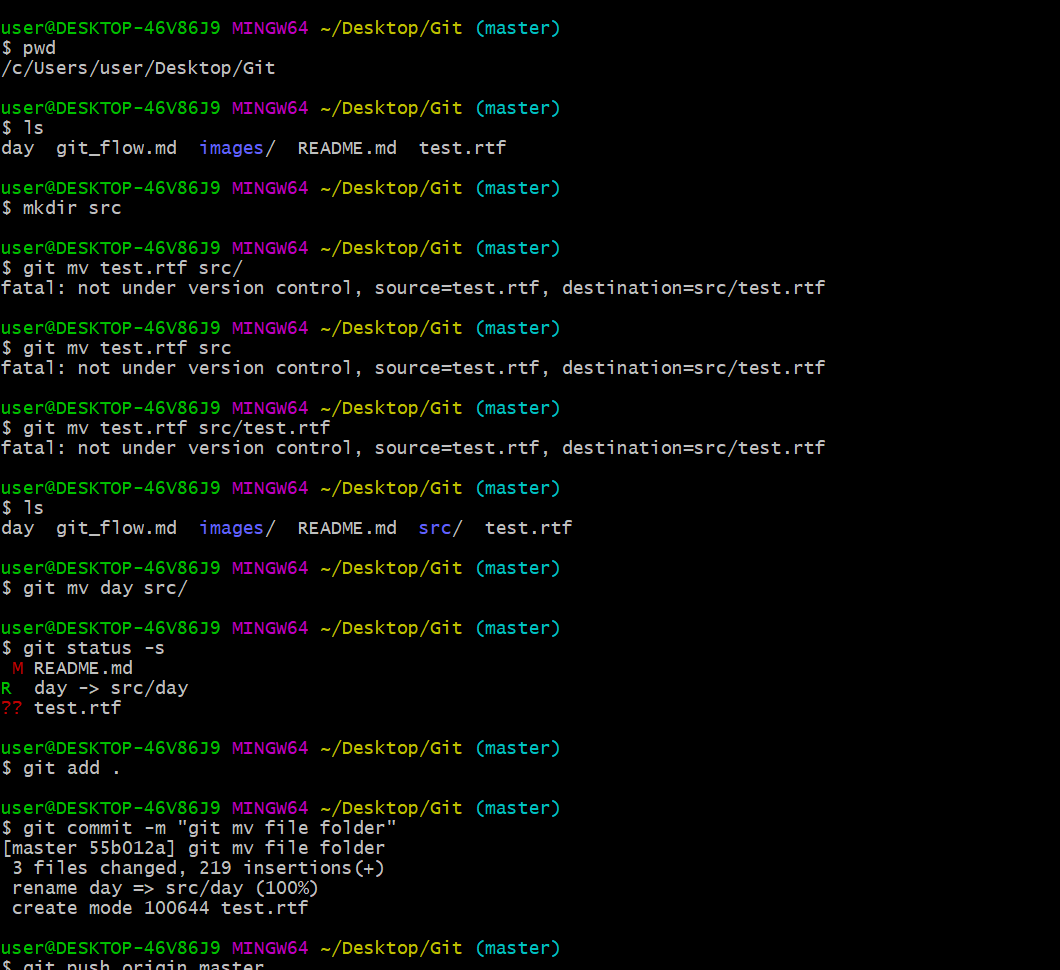 user@DESKTOP-46V86J9 MINGW64 ~/Desktop/Git (master)
$ pwd
/c/Users/user/Desktop/Git
user@DESKTOP-46V86J9 MINGW64 ~/Desktop/Git (master)
$ ls
day  git_flow.md  images/  README.md  test.rtf
user@DESKTOP-46V86J9 MINGW64 ~/Desktop/Git (master)
$ mkdir src
user@DESKTOP-46V86J9 MINGW64 ~/Desktop/Git (master)
$ git mv test.rtf src/
fatal: not under version control, source=test.rtf, destination=src/test.rtf
user@DESKTOP-46V86J9 MINGW64 ~/Desktop/Git (master)
$ git mv test.rtf src
fatal: not under version control, source=test.rtf, destination=src/test.rtf
user@DESKTOP-46V86J9 MINGW64 ~/Desktop/Git (master)
$ git mv test.rtf src/test.rtf
fatal: not under version control, source=test.rtf, destination=src/test.rtf
user@DESKTOP-46V86J9 MINGW64 ~/Desktop/Git (master)
$ ls
day  git_flow.md  images/  README.md  src/  test.rtf
user@DESKTOP-46V86J9 MINGW64 ~/Desktop/Git (master)
$ git mv day src/
user@DESKTOP-46V86J9 MINGW64 ~/Desktop/Git (master)
$ git status -s
 M README.md
R  day -> src/day
?? test.rtf
user@DESKTOP-46V86J9 MINGW64 ~/Desktop/Git (master)
$ git add .
user@DESKTOP-46V86J9 MINGW64 ~/Desktop/Git (master)
$ git commit -m "git mv file folder"
[master 55b012a] git mv file folder
 3 files changed, 219 insertions(+)
 rename day => src/day (100%)
 create mode 100644 test.rtf
user@DESKTOP-46V86J9 MINGW64 ~/Desktop/Git (master)
$ git push origin master